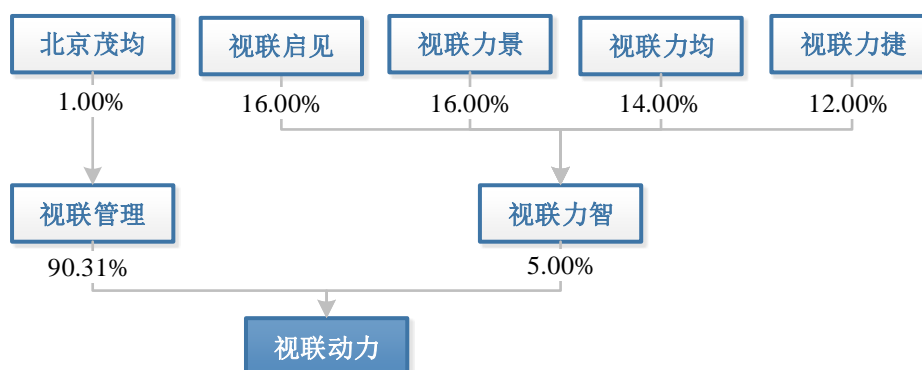 北京茂均
视联启见
视联力景
视联力均
视联力捷
1.00%
16.00%
16.00%
14.00%
12.00%
视联管理
视联力智
90.31%
5.00%
视联动力